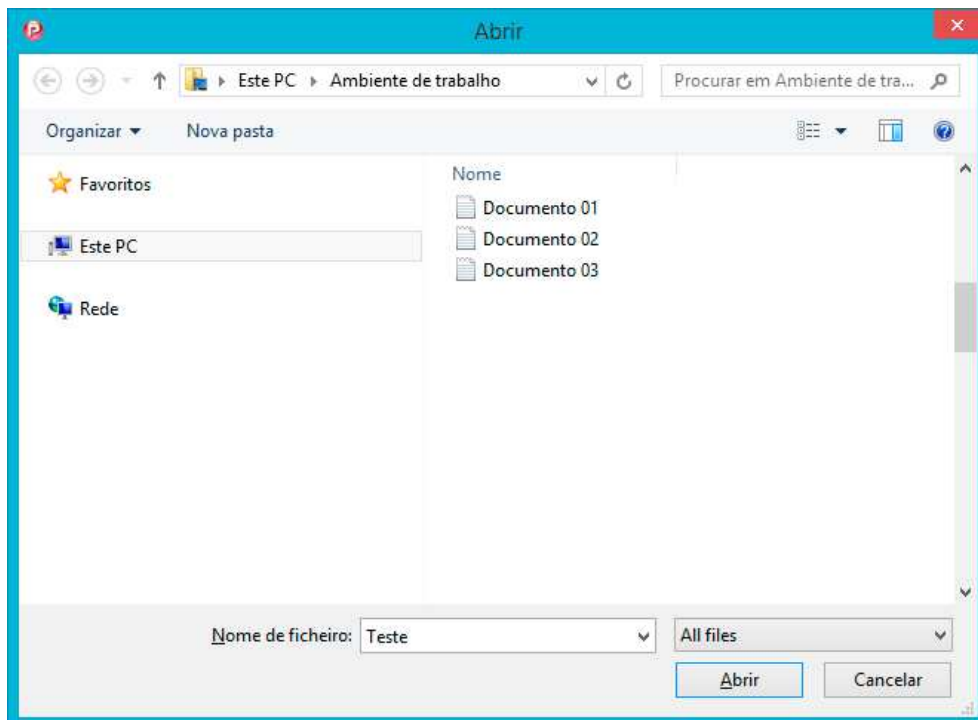 Abrir
Este PC Ambiente de trabalho Procurar em Ambiente de tra...
Organizar Nova pasta
Favoritos
Este PC
Rede
Nome
Documento 01
Documento 02
Documento 03
Nome de ficheiro: Teste All files
Abrir Cancelar